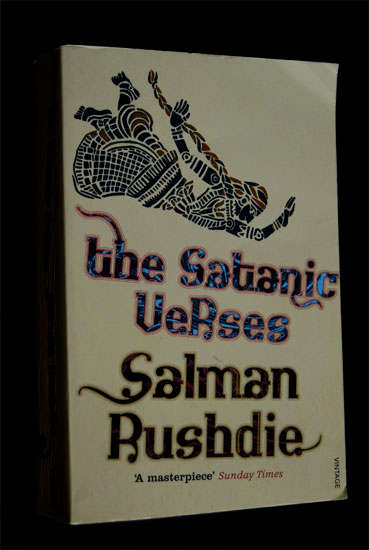 the Satanic
VeRses
Salman
Rushdie
'A masterpiece' Sunday Times
VINTAGE